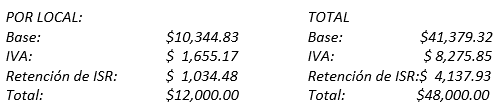 POR LOCAL: TOTAL
Base: $10,344.83 Base: $41,379.32
IVA: $ 1,655.17 IVA: $ 8,275.85
Retención de ISR: $ 1,034.48 Retención de ISR:$ 4,137.93
Total: $12,000.00 Total: $48,000.00